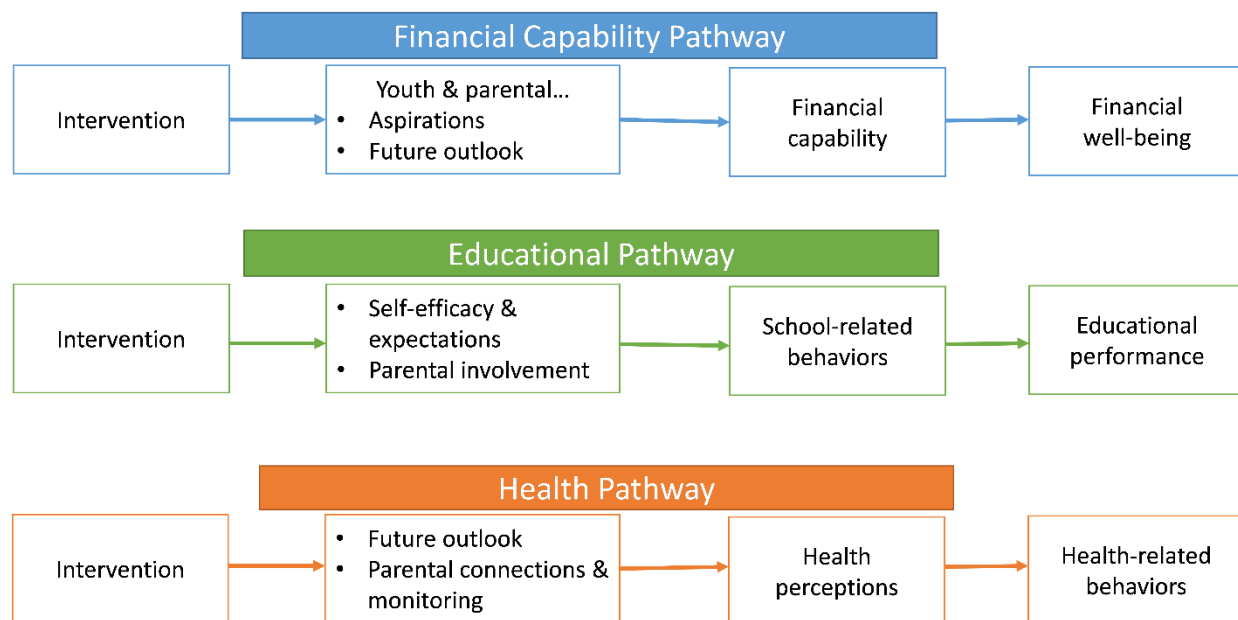 Financial Capability Pathway
Intervention
Youth & parental...
• Aspirations
• Future outlook
Financial
capability
Financial
well-being
Educational Pathway
Intervention
• Self-efficacy &
expectations
• Parental involvement
School-related
behaviors
Educational
performance
Health Pathway
Intervention
• Future outlook
• Parental connections &
monitoring
Health
perceptions
Health-related
behaviors